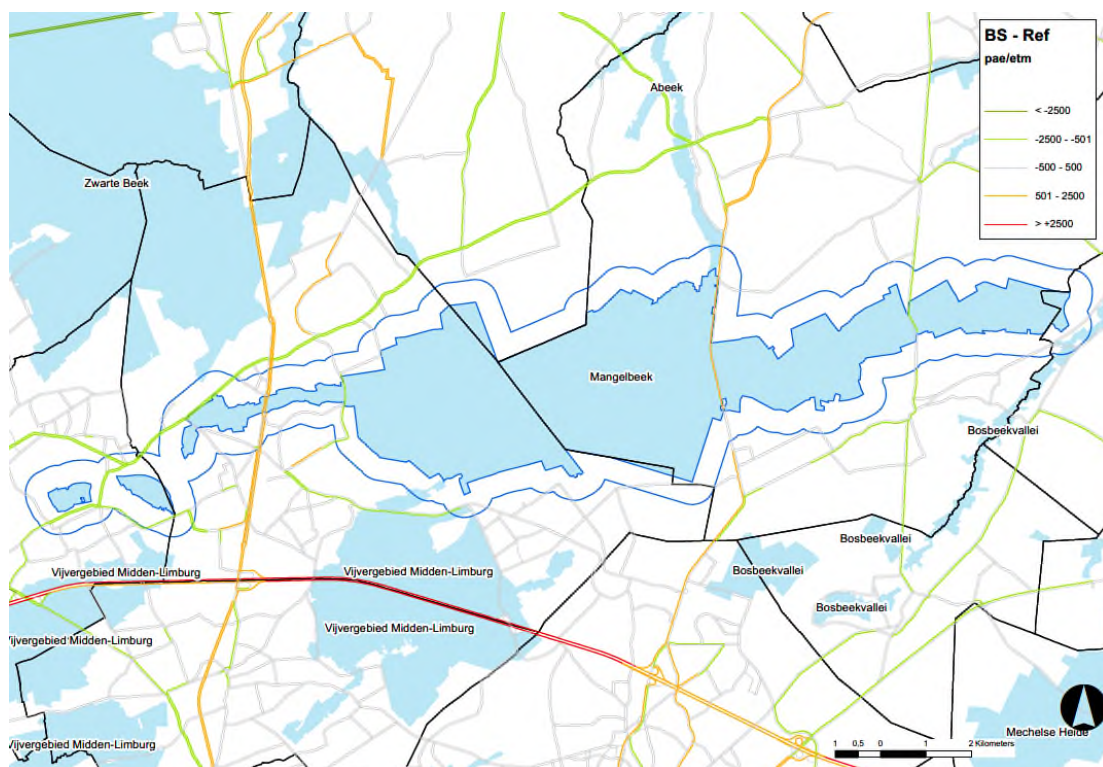 BS - Ref
pae/etm
< -2500
-2500 - -501
-500 - 500
501 - 2500
> +2500
Abeek
Zwarte Beek
Mangelbeek
Bosbeekvallei
Bosbeekvallei
Vijvergebied Midden-Limburg
Vijvergebied Midden-Limburg
Bosbeekvallei
Bosbeekvallei
Vijvergebied Midden-Limburg
Vijvergebied Midden-Limburg
Mechelse Heide
Vijvergebied Midden-Limburg
1 0,5 0 1 2 Kilometers